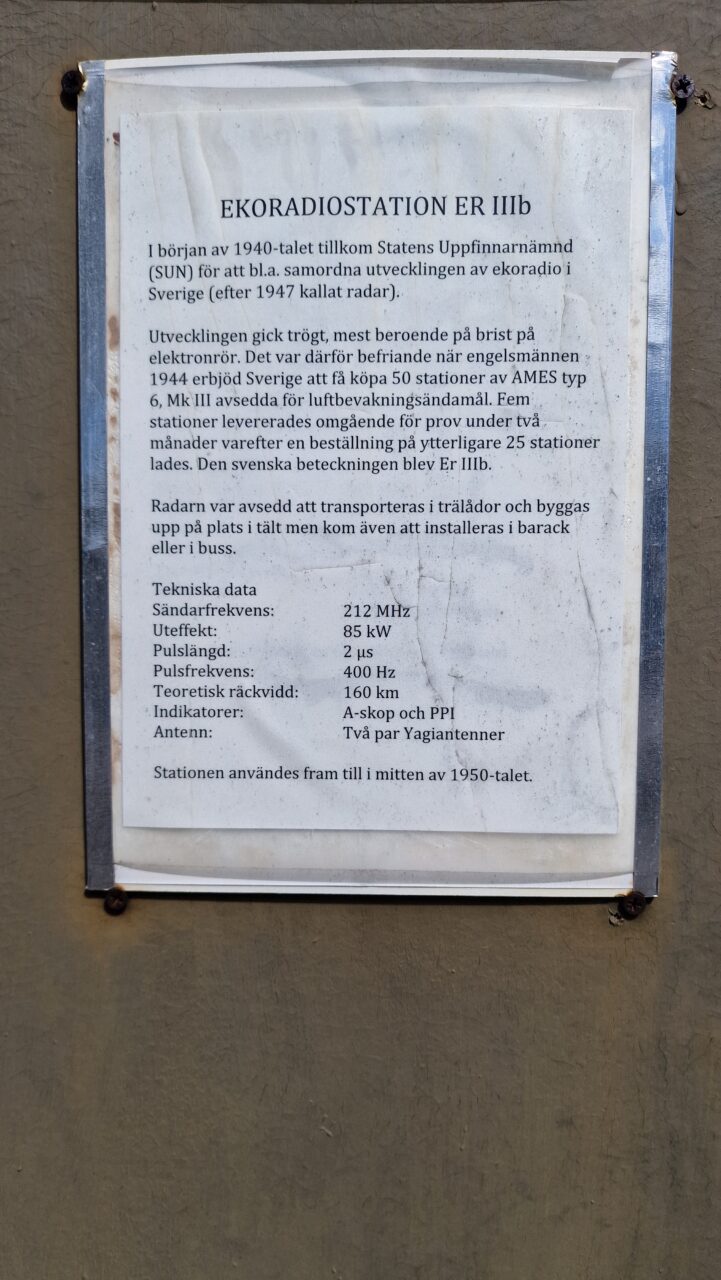 EKORADIOSTATION ER IIIb
I början av 1940-talet tillkom Statens Uppfinnarnämnd
(SUN) för att bl.a. samordna utvecklingen av ekoradio i
Sverige (efter 1947 kallat radar).
Utvecklingen gick trögt, mest beroende på brist på
elektronrör. Det var därför befriande när engelsmännen
1944 erbjöd Sverige att få köpa 50 stationer av AMES typ
6, Mk III avsedda för luftbevakningsändamål. Fem
stationer levererades omgående för prov under två
månader varefter en beställning på ytterligare 25 stationer
lades. Den svenska beteckningen blev Er IIIb.
Radarn var avsedd att transporteras i trälådor och byggas
upp på plats i tält men kom även att installeras i barack
eller i buss.
Tekniska data
Sändarfrekvens: 212 MHz
Uteffekt: 85 kW
Pulslängd: 2 µs
Pulsfrekvens: 400 Hz
Teoretisk räckvidd: 160 km
Indikatorer: A-skop och PPI
Antenn: Två par Yagiantenner
Stationen användes fram till i mitten av 1950-talet.